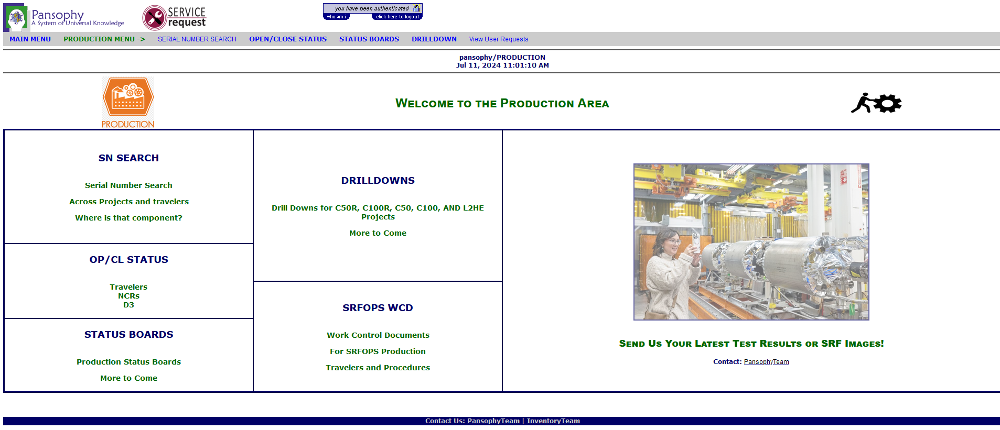 Pansophy
A System of Universal Knowledge
SERVICE
request
you have been authenticated
who am i
click here to logout
MAIN MENU PRODUCTION MENU -> SERIAL NUMBER SEARCH OPEN/CLOSE STATUS STATUS BOARDS DRILLDOWN View User Requests
pansophy/PRODUCTION
Jul 11, 2024 11:01:10 AM
PRODUCTION
Welcome to the Production Area
SN SEARCH
Serial Number Search
Across Projects and travelers
Where is that component?
OP/CL STATUS
Travelers
NCRs
D3
STATUS BOARDS
Production Status Boards
More to Come
DRILLDOWNS
Drill Downs for C50R, C100R, C50, C100, AND L2HE
Projects
More to Come
SRFOPS WCD
Work Control Documents
For SRFOPS Production
Travelers and Procedures
Send Us Your Latest Test Results or SRF Images!
Contact: PansophyTeam
Contact Us: PansophyTeam | InventoryTeam